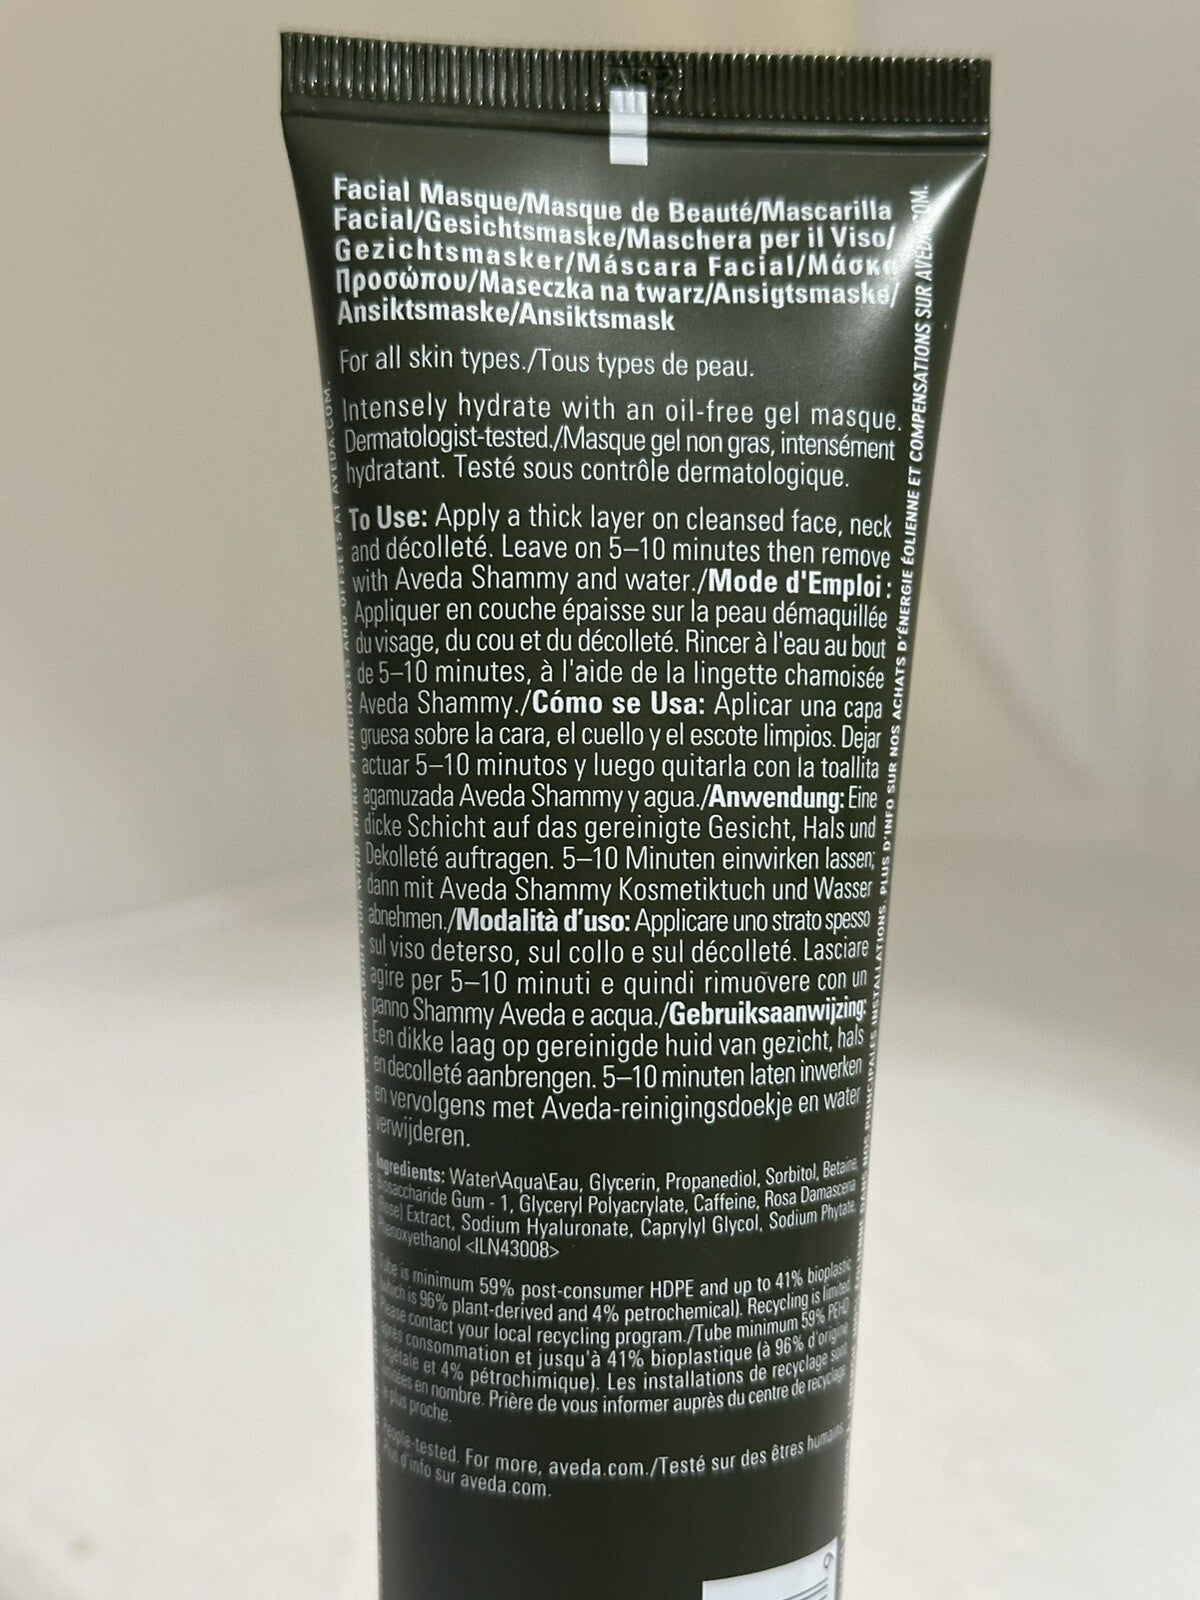 Facial Masque/Masque de Beauté/Mascarilla
Facial/Gesichtsmaske/Maschera per il Viso/
Gezichtsmasker/Máscara Facial/Μάσκα
Προσώπου/Maseczka na twarz/Ansigtsmaske/
Ansiktsmaske/Ansiktsmask
For all skin types./Tous types de peau.
Intensely hydrate with an oil-free gel masque.
Dermatologist-tested./Masque gel non gras, intensément
hydratant. Testé sous contrôle dermatologique.
To Use: Apply a thick layer on cleansed face, neck
and décolleté. Leave on 5–10 minutes then remove
with Aveda Shammy and water./Mode d'Emploi :
Appliquer en couche épaisse sur la peau démaquillée
du visage, du cou et du décolleté. Rincer à l'eau au bout
de 5–10 minutes, à l'aide de la lingette chamoisée
Aveda Shammy./Cómo se Usa: Aplicar una capa
gruesa sobre la cara, el cuello y el escote limpios. Dejar
actuar 5–10 minutos y luego quitarla con la toallita
agamuzada Aveda Shammy y agua./Anwendung: Eine
dicke Schicht auf das gereinigte Gesicht, Hals und
Dekolleté auftragen. 5–10 Minuten einwirken lassen;
dann mit Aveda Shammy Kosmetiktuch und Wasser
abnehmen./Modalità d'uso: Applicare uno strato spesso
sul viso deterso, sul collo e sul décolleté. Lasciare
agire per 5–10 minuti e quindi rimuovere con un
panno Shammy Aveda e acqua./Gebruiksaanwijzing:
Een dikke laag op gereinigde huid van gezicht, hals
en decolleté aanbrengen. 5–10 minuten laten inwerken
en vervolgens met Aveda-reinigingsdoekje en water
verwijderen.
Ingredients: Water\Aqua\Eau, Glycerin, Propanediol, Sorbitol, Betaine,
Biosaccharide Gum - 1, Glyceryl Polyacrylate, Caffeine, Rosa Damascena
(Rose) Extract, Sodium Hyaluronate, Caprylyl Glycol, Sodium Phytate,
Phenoxyethanol <ILN43008>
Tube is minimum 59% post-consumer HDPE and up to 41% bioplastic
(which is 96% plant-derived and 4% petrochemical). Recycling is limited.
Please contact your local recycling program./Tube minimum 59% PEHD
après consommation et jusqu'à 41% bioplastique (à 96% d'origine
végétale et 4% pétrochimique). Les installations de recyclage sont
limitées en nombre. Prière de vous informer auprès du centre de recyclage
le plus proche.
People-tested. For more, aveda.com./Testé sur des êtres humains.
Plus d'info sur aveda.com.
WIND ENERGY PURCHASES AND OFFSETS AT AVEDA.COM.
DANS NOS PRINCIPALES INSTALLATIONS. PLUS D'INFO SUR NOS ACHATS D'ÉNERGIE ÉOLIENNE ET COMPENSATIONS SUR AVEDA.COM.